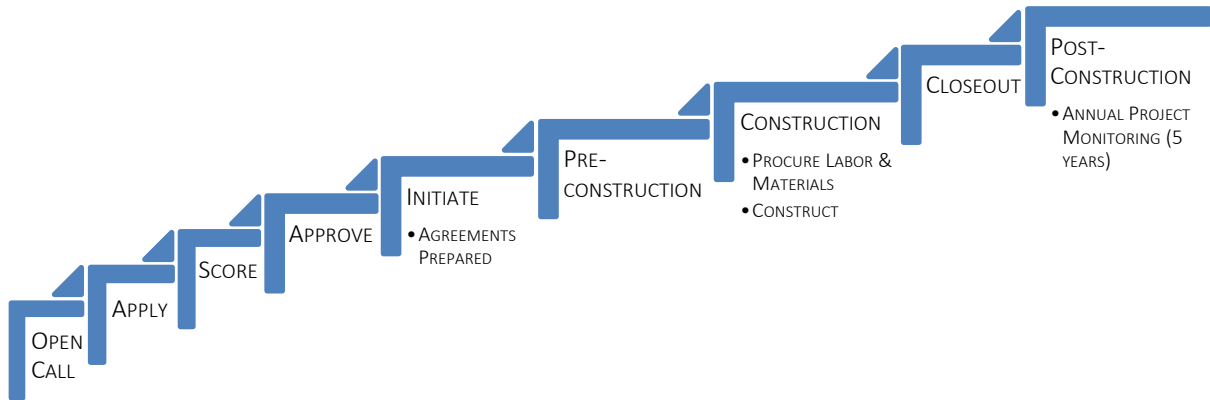 OPEN
CALL
APPLY
SCORE
APPROVE
INITIATE
• AGREEMENTS
PREPARED
PRE-
CONSTRUCTION
CONSTRUCTION
• PROCURE LABOR &
MATERIALS
• CONSTRUCT
CLOSEOUT
POST-
CONSTRUCTION
• ANNUAL PROJECT
MONITORING (5
YEARS)